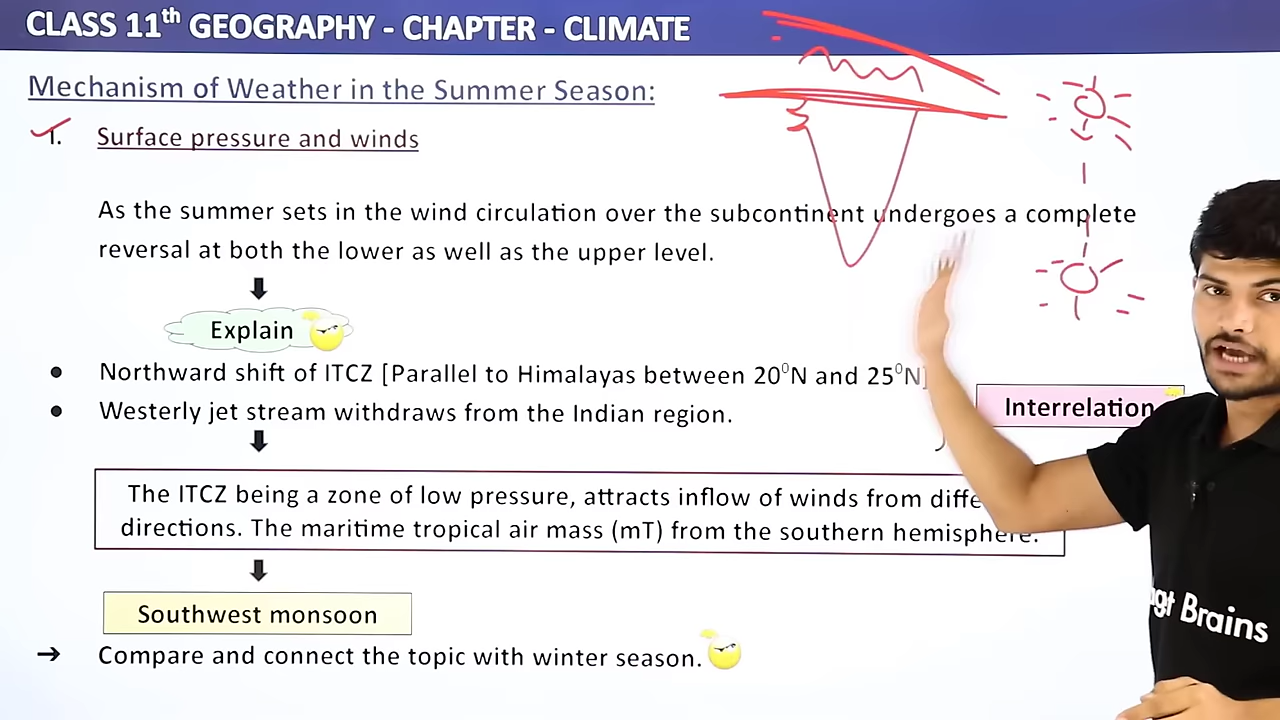 CLASS 11th GEOGRAPHY - CHAPTER - CLIMATE
Mechanism of Weather in the Summer Season:
1. Surface pressure and winds
As the summer sets in the wind circulation over the subcontinent undergoes a complete
reversal at both the lower as well as the upper level.
Explain
• Northward shift of ITCZ [Parallel to Himalayas between 20⁰N and 25⁰N]
• Westerly jet stream withdraws from the Indian region.
Interrelation
The ITCZ being a zone of low pressure, attracts inflow of winds from
directions. The maritime tropical air mass (mT) from the southern hemisphere.
Southwest monsoon
→ Compare and connect the topic with winter season.
Brains